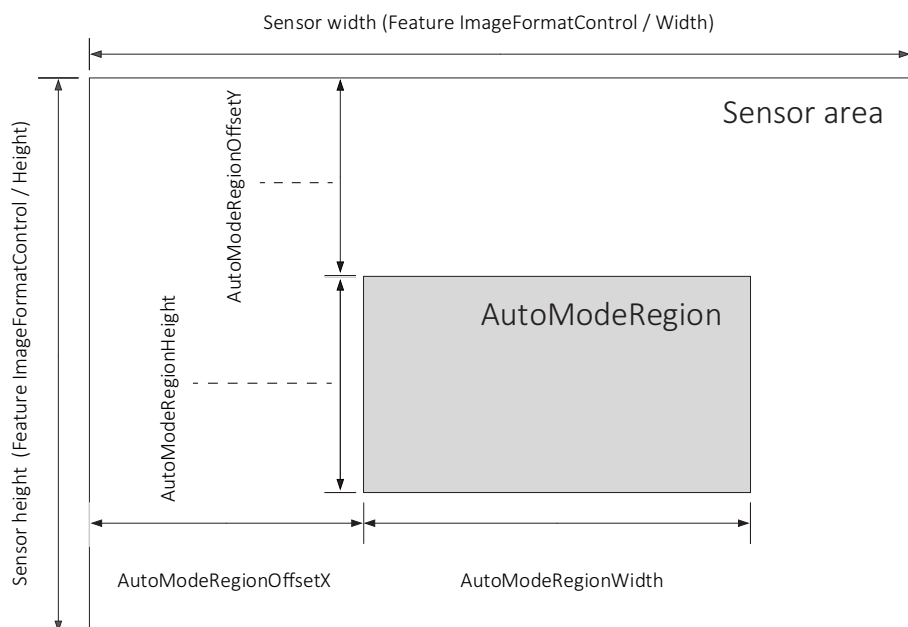 Sensor width (Feature ImageFormatControl / Width)
Sensor area
AutoModeRegionOffsetY
Sensor height (Feature ImageFormatControl / Height)
AutoModeRegion
AutoModeRegionHeight
AutoModeRegionOffsetX
AutoModeRegionWidth